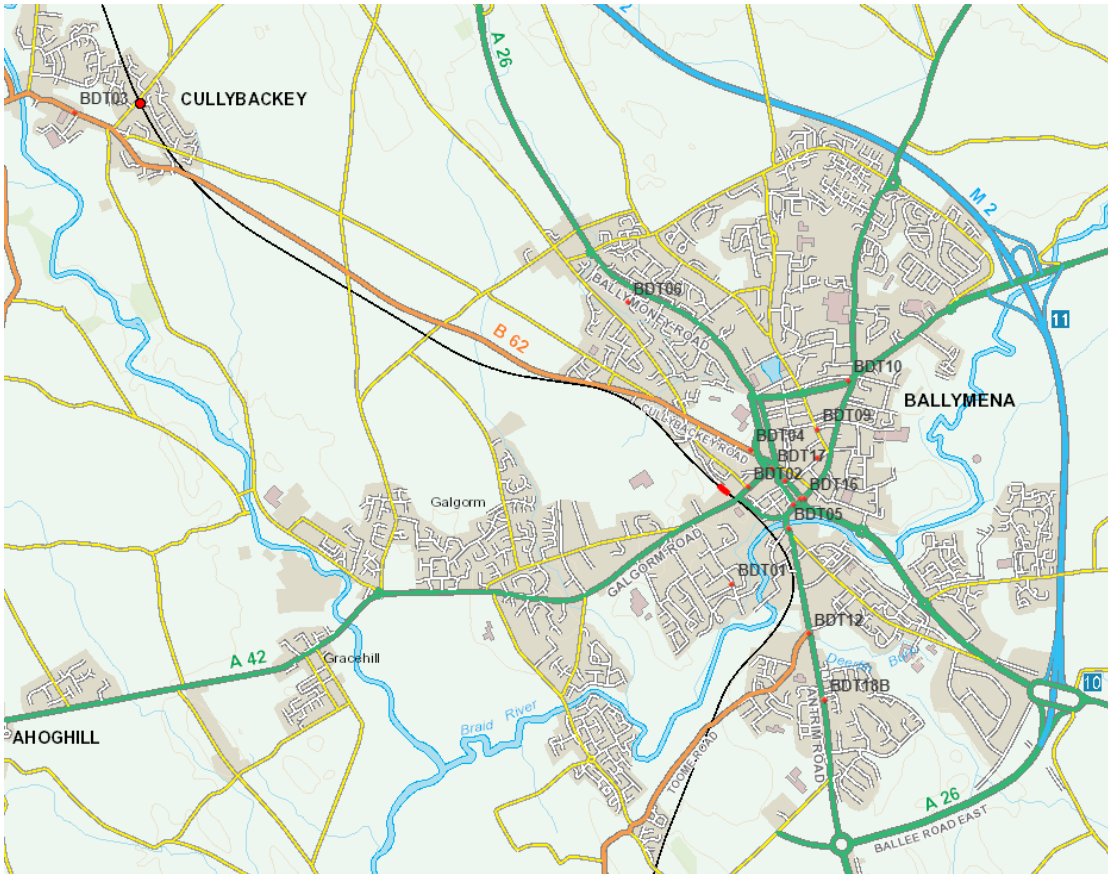 2
A 26
BDT03
CULLYBACKEY
M 2
BALLYMONEY ROAD
BDT06
11
B 62
BDT10
BALLYMENA
CULLYBACKEY ROAD
BDT09
BDT04
BDT17
BDT02
BDT16
Galgorm
BDT05
GALGORM ROAD
BDT01
BDT12
A 42
Gracehill
BDT18B
10
Braid River
ANTRIM ROAD
AHOGHILL
TOOME ROAD
A 26
BALLEE ROAD EAST